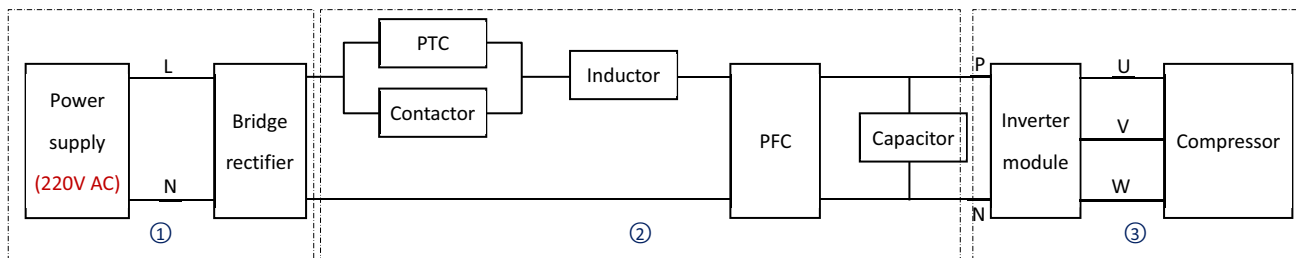 Power
supply
(220V AC)
L
N
①
Bridge
rectifier
PTC
Contactor
Inductor
②
PFC
Capacitor
P
N
Inverter
module
U
V
W
③
Compressor